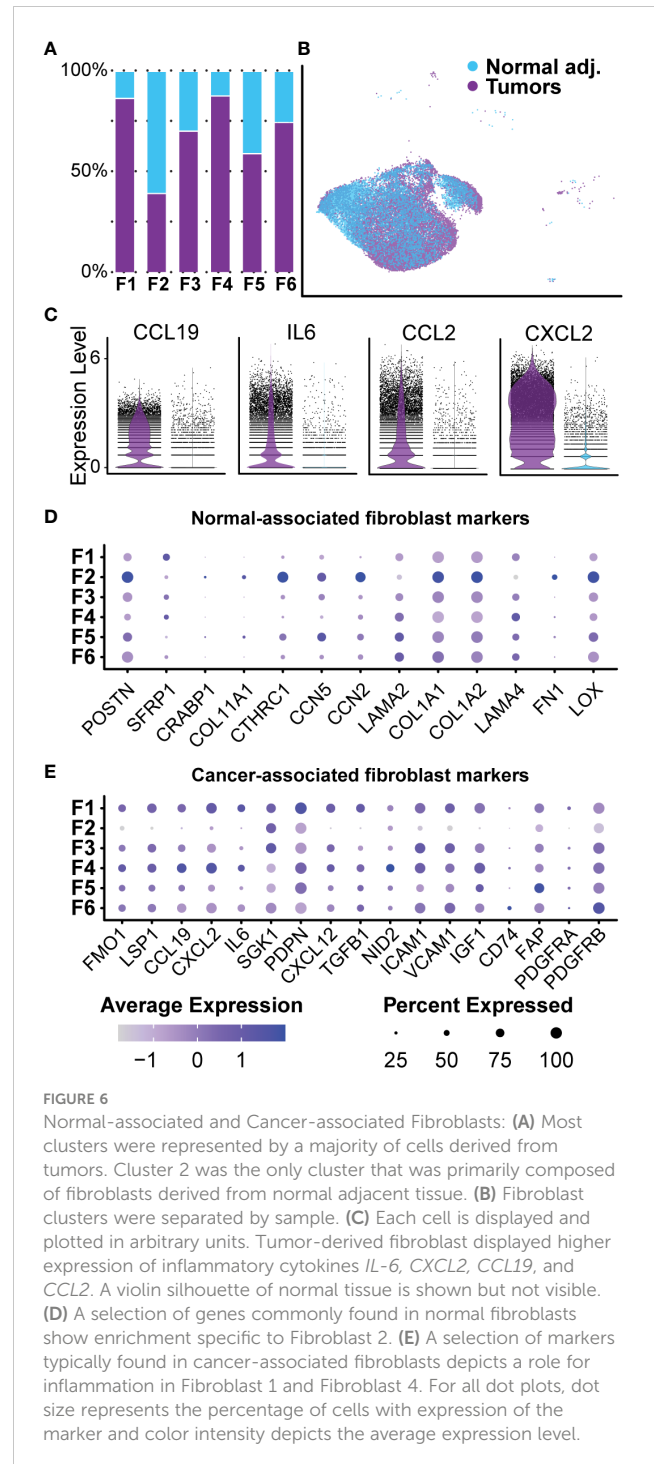 A
B
100%
50%
0%
F1 F2 F3 F4 F5 F6
Normal adj.
Tumors
C
CCL19 IL6 CCL2 CXCL2
Expression Level
6
0
D
Normal-associated fibroblast markers
F1
F2
F3
F4
F5
F6
POSTN SFRP1 CRABP1 COL11A1 CTHRC1 CCN5 CCN2 LAMA2 COL1A1 COL1A2 LAMA4 FN1 LOX
E
Cancer-associated fibroblast markers
F1
F2
F3
F4
F5
F6
FMO1 LSP1 CCL19 CXCL2 IL6 SGK1 PDPN CXCL12 TGFB1 NID2 ICAM1 VCAM1 IGF1 CD74 FAP PDGFRA PDGFRB
Average Expression
−1 0 1
Percent Expressed
25 50 75 100
FIGURE 6
Normal-associated and Cancer-associated Fibroblasts: (A) Most
clusters were represented by a majority of cells derived from
tumors. Cluster 2 was the only cluster that was primarily composed
of fibroblasts derived from normal adjacent tissue. (B) Fibroblast
clusters were separated by sample. (C) Each cell is displayed and
plotted in arbitrary units. Tumor-derived fibroblast displayed higher
expression of inflammatory cytokines IL-6, CXCL2, CCL19, and
CCL2. A violin silhouette of normal tissue is shown but not visible.
(D) A selection of genes commonly found in normal fibroblasts
show enrichment specific to Fibroblast 2. (E) A selection of markers
typically found in cancer-associated fibroblasts depicts a role for
inflammation in Fibroblast 1 and Fibroblast 4. For all dot plots, dot
size represents the percentage of cells with expression of the
marker and color intensity depicts the average expression level.